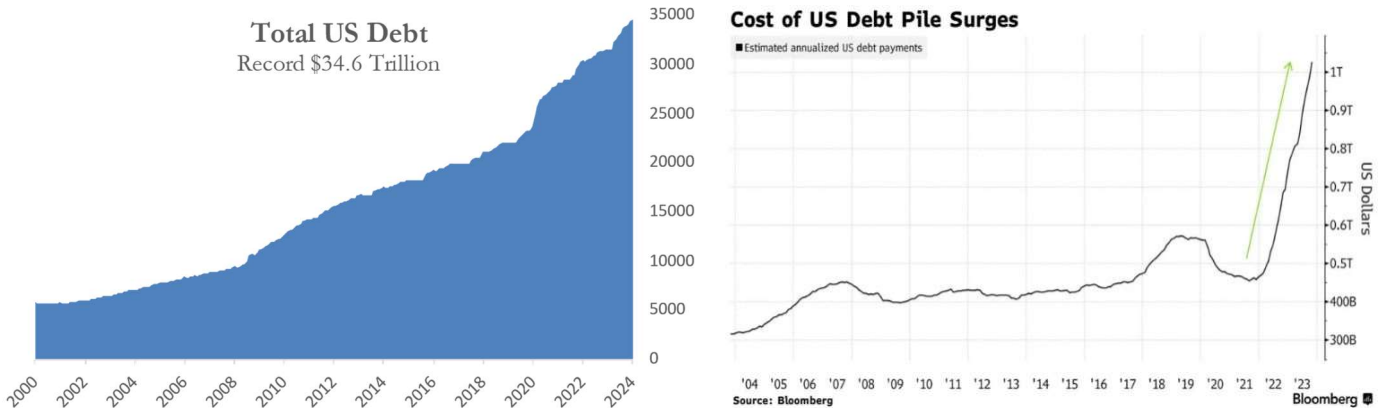 Total US Debt
Record $34.6 Trillion
35000
30000
25000
20000
15000
10000
5000
0
2000
2002
2004
2006
2008
2010
2012
2014
2016
2018
2020
2022
2024
Cost of US Debt Pile Surges
Estimated annualized US debt payments
1T
0.9T
0.8T
0.7T
0.6T
0.5T
400B
300B
US Dollars
'04 '05 '06 '07 '08 '09 '10 '11 '12 '13 '14 '15 '16 '17 '18 '19 '20 '21 '22 '23
Source: Bloomberg
Bloomberg